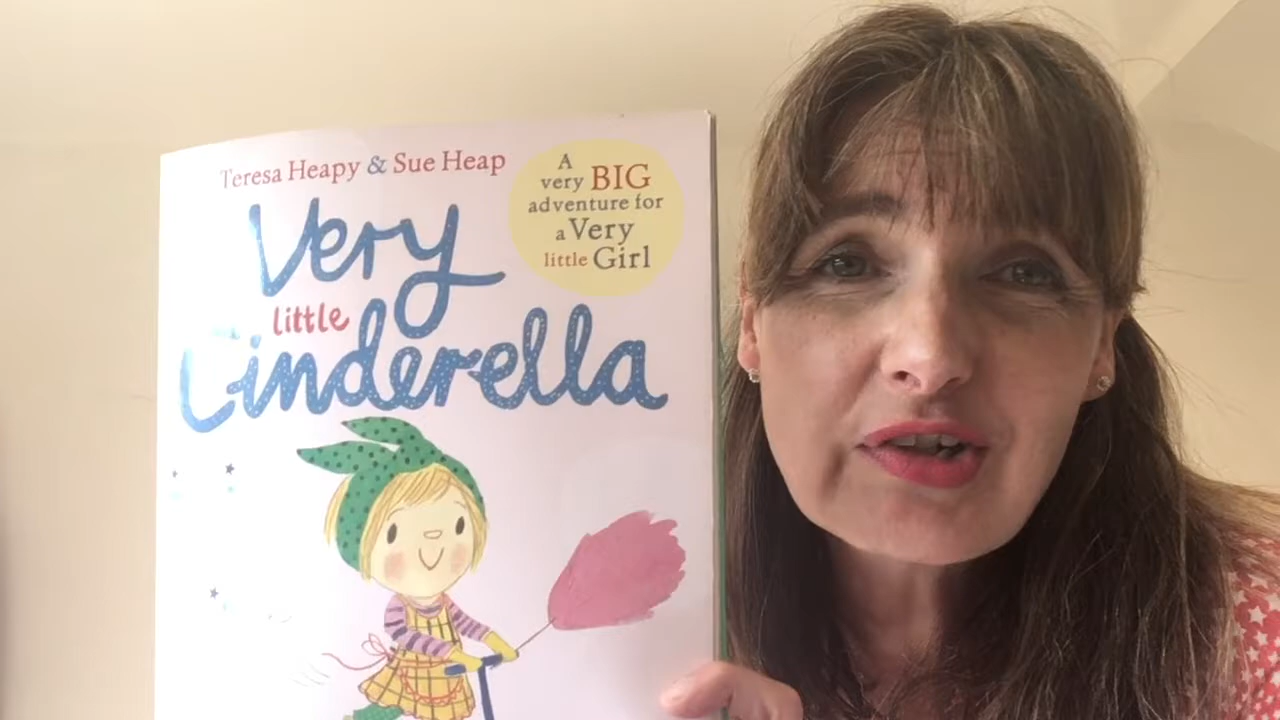 Teresa Heapy & Sue Heap
Very
little
Cinderella
A
very BIG
adventure for
a Very
little Girl